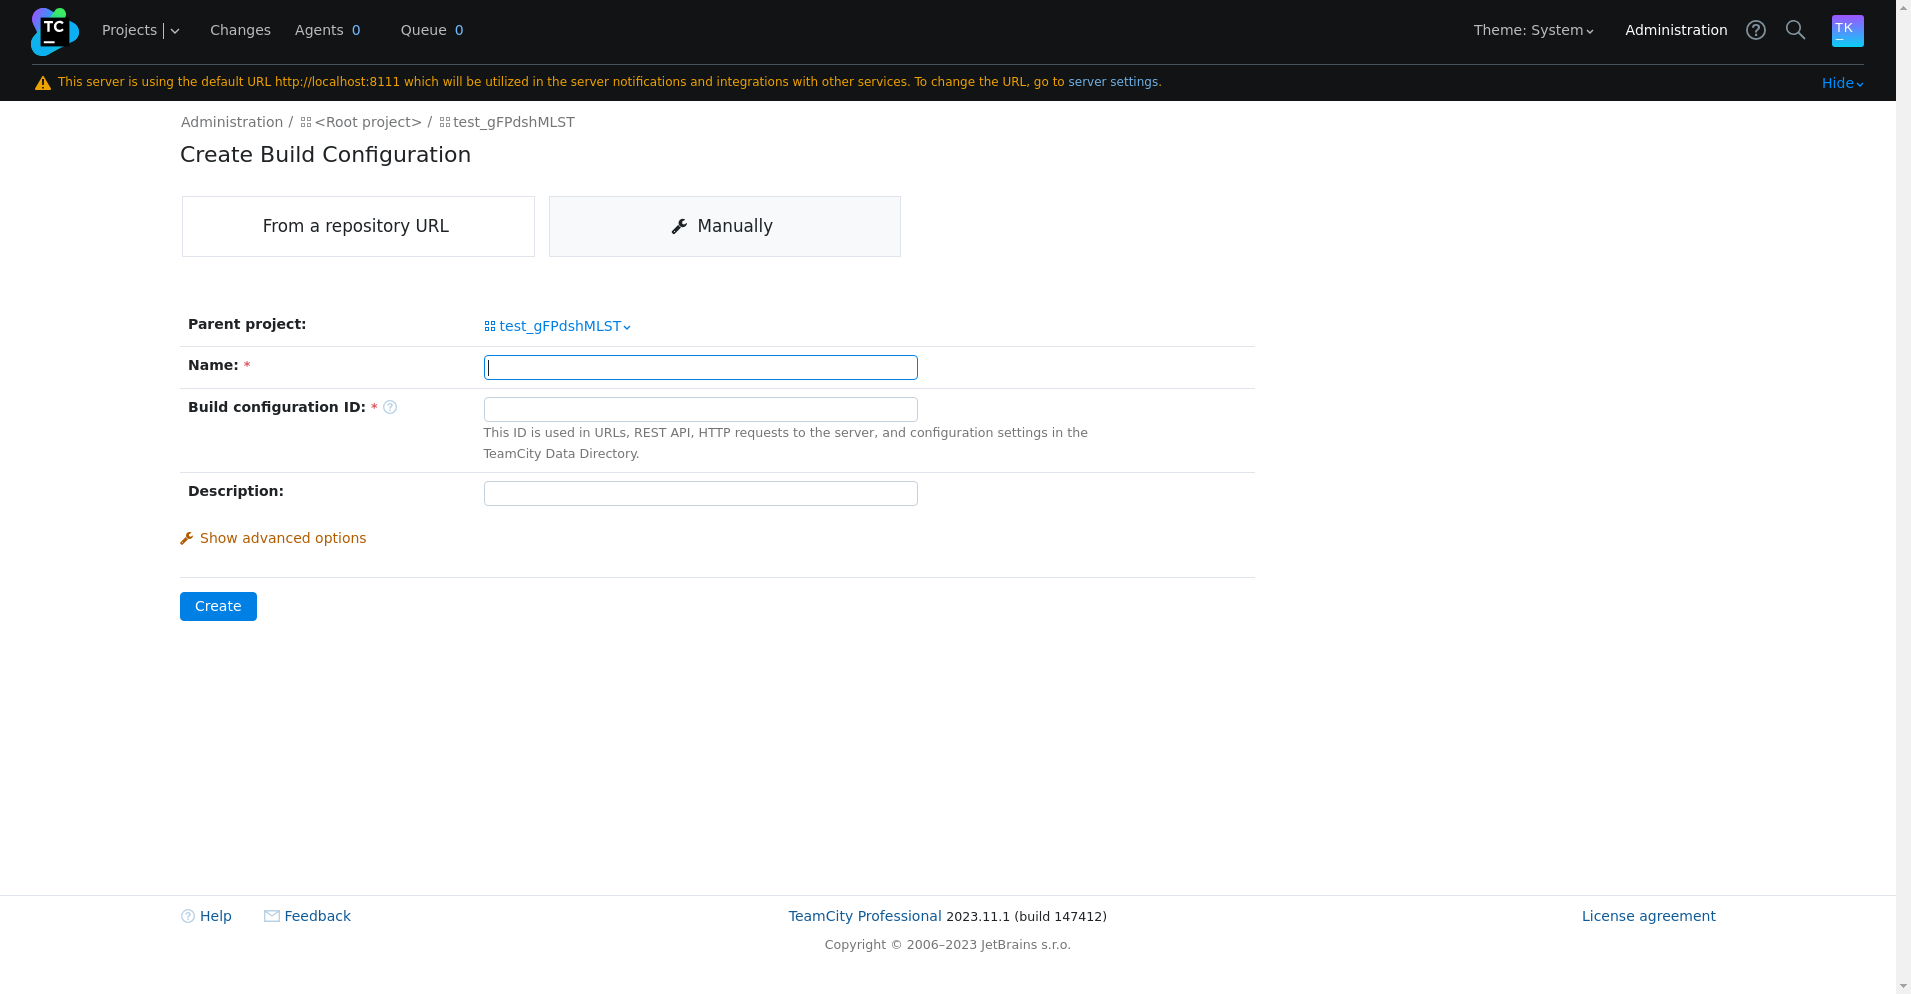 TC
Projects
Changes
Agents 0
Queue 0
Theme: System
Administration
TK
This server is using the default URL http://localhost:8111 which will be utilized in the server notifications and integrations with other services. To change the URL, go to server settings.
Hide
Administration / <Root project> / test_gFPdshMLST
Create Build Configuration
From a repository URL
Manually
Parent project: test_gFPdshMLST
Name: *
Build configuration ID: *
This ID is used in URLs, REST API, HTTP requests to the server, and configuration settings in the
TeamCity Data Directory.
Description:
Show advanced options
Create
Help
Feedback
TeamCity Professional 2023.11.1 (build 147412)
License agreement
Copyright © 2006–2023 JetBrains s.r.o.